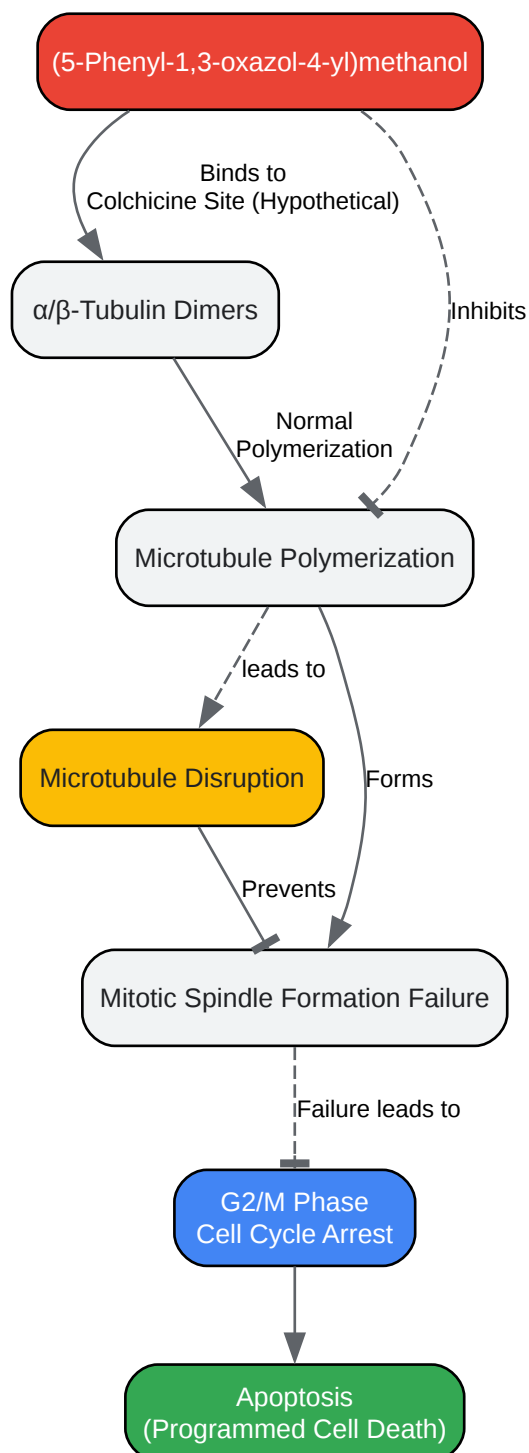 (5-Phenyl-1,3-oxazol-4-yl)methanol
Binds to
Colchicine Site (Hypothetical)
Inhibits
α/β-Tubulin Dimers
Normal
Polymerization
Microtubule Polymerization
leads to
Microtubule Disruption
Forms
Prevents
Mitotic Spindle Formation Failure
Failure leads to
G2/M Phase
Cell Cycle Arrest
Apoptosis
(Programmed Cell Death)